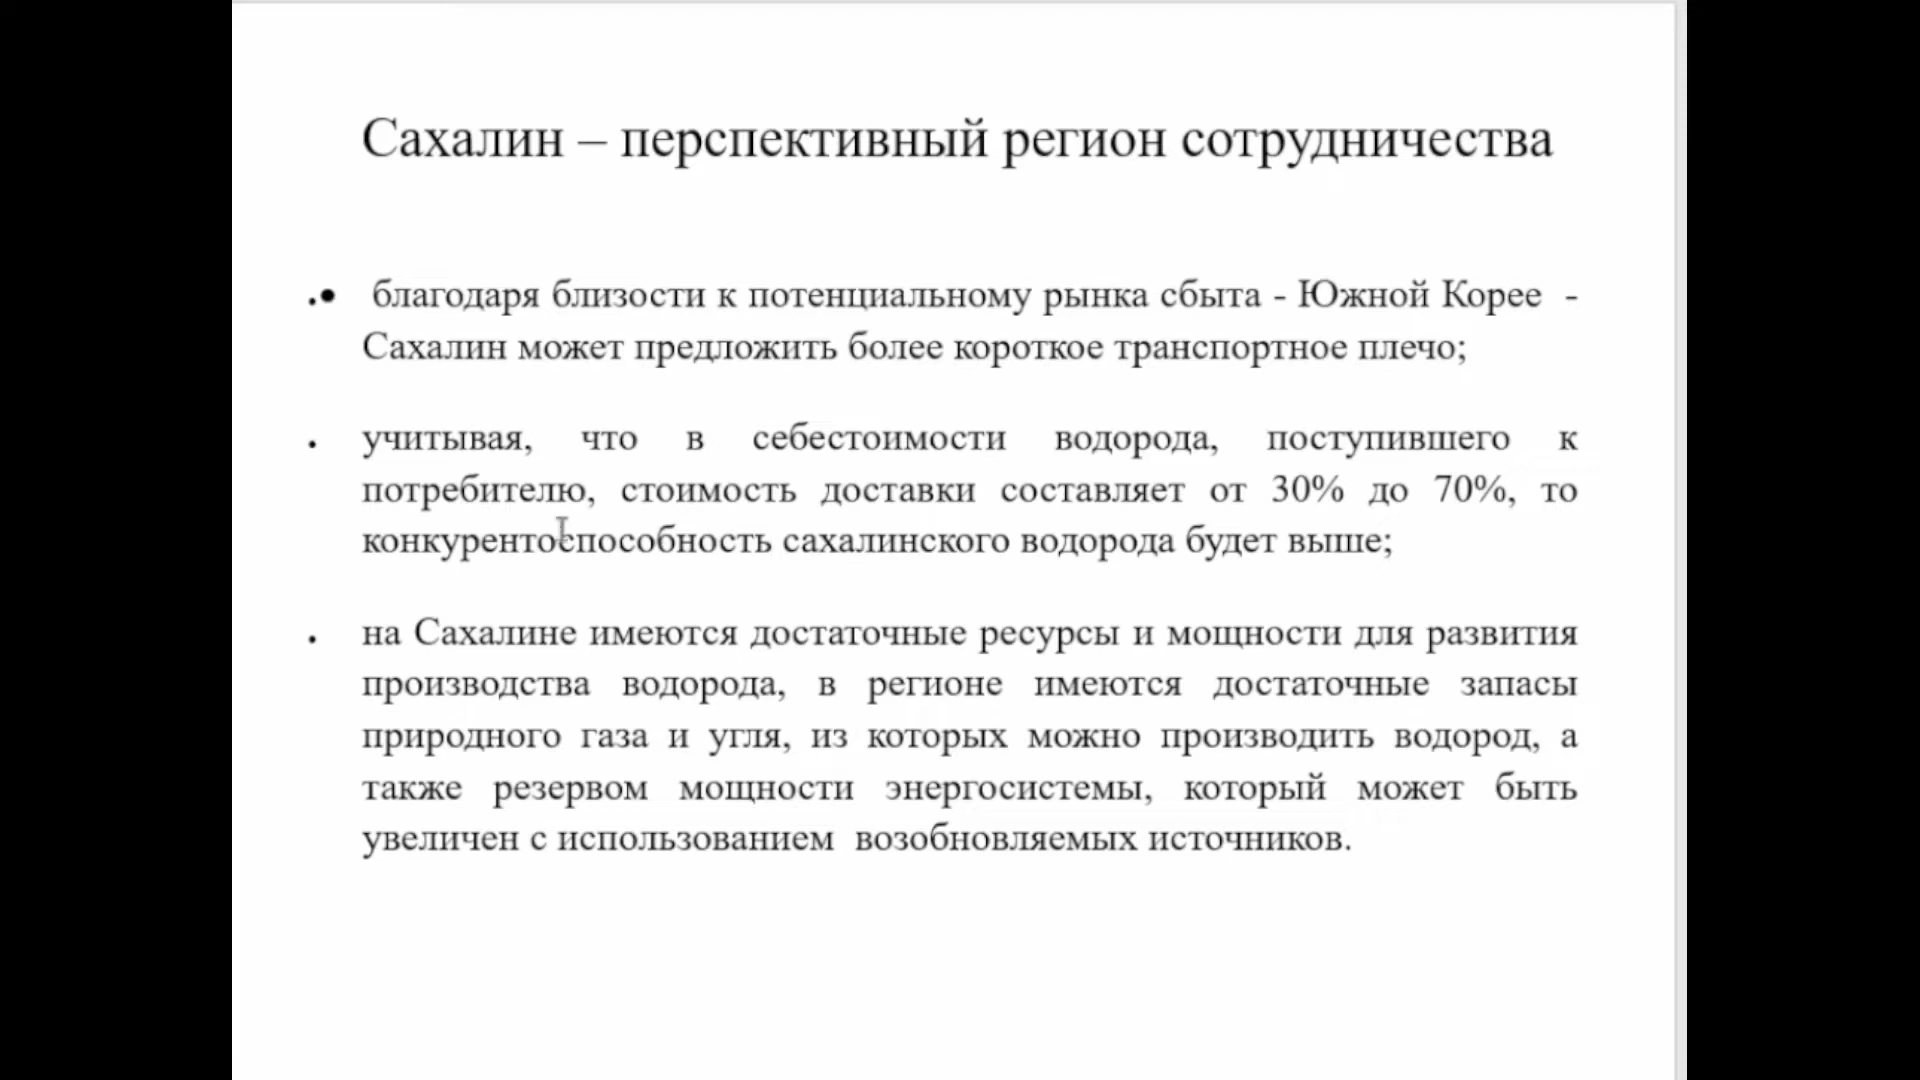 Сахалин – перспективный регион сотрудничества
.• благодаря близости к потенциальному рынка сбыта - Южной Корее -
Сахалин может предложить более короткое транспортное плечо;
. учитывая, что в себестоимости водорода, поступившего к
потребителю, стоимость доставки составляет от 30% до 70%, то
конкурентоспособность сахалинского водорода будет выше;
. на Сахалине имеются достаточные ресурсы и мощности для развития
производства водорода, в регионе имеются достаточные запасы
природного газа и угля, из которых можно производить водород, а
также резервом мощности энергосистемы, который может быть
увеличен с использованием возобновляемых источников.